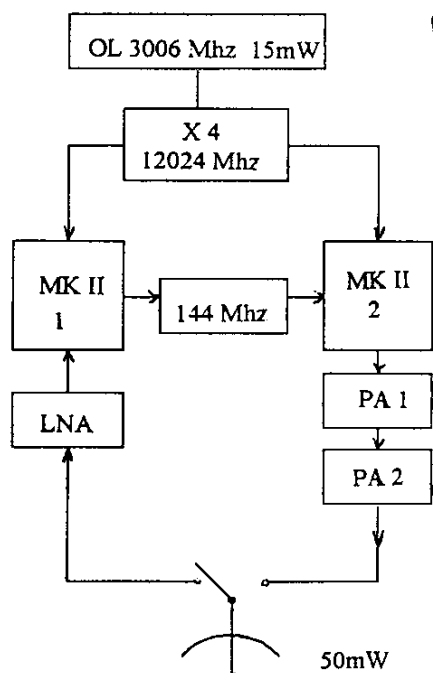 OL 3006 Mhz 15mW
X 4
12024 Mhz
MK II
1
144 Mhz
MK II
2
LNA
PA 1
PA 2
50mW